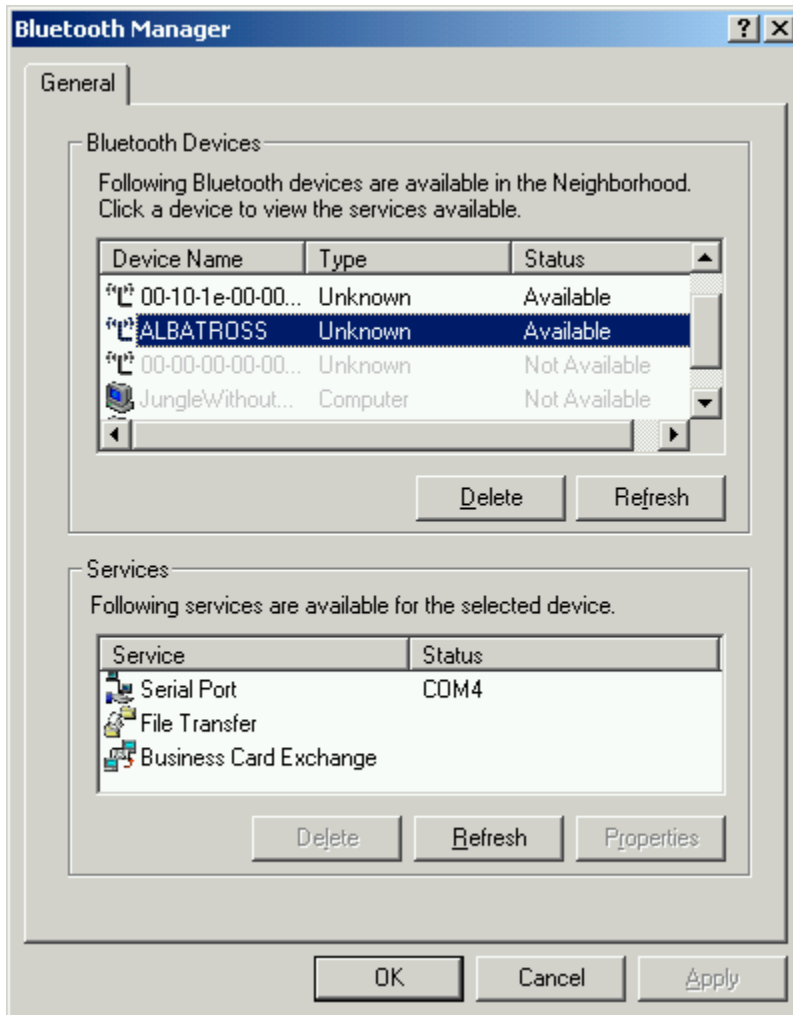 Bluetooth Manager
General
Bluetooth Devices
Following Bluetooth devices are available in the Neighborhood.
Click a device to view the services available.
Device Name Type Status
00-10-1e-00-00... Unknown Available
ALBATROSS Unknown Available
00-00-00-00-00... Unknown Not Available
JungleWithout... Computer Not Available
Delete Refresh
Services
Following services are available for the selected device.
Service Status
Serial Port COM4
File Transfer
Business Card Exchange
Delete Refresh Properties
OK Cancel Apply